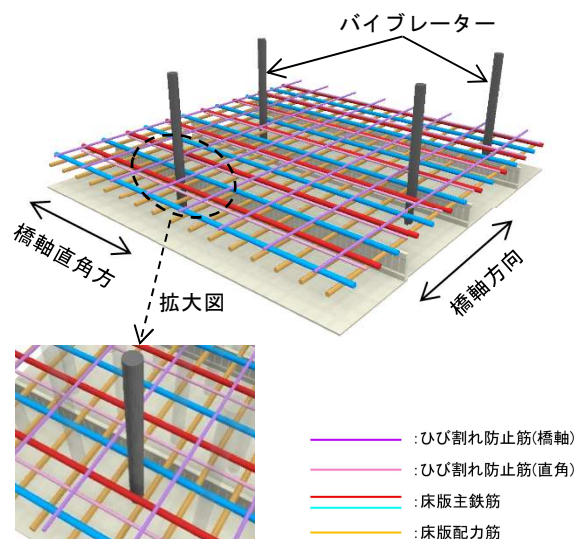 バイブレーター
橋軸直角方
橋軸方向
拡大図
:ひび割れ防止筋(橋軸)
:ひび割れ防止筋(直角)
:床版主鉄筋
:床版配力筋